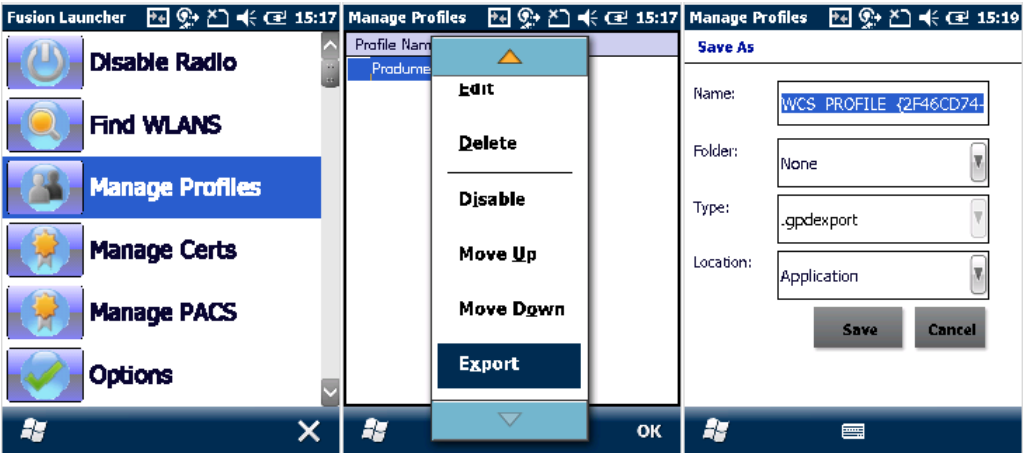 Fusion Launcher 15:17
Disable Radio
Find WLANS
Manage Profiles
Manage Certs
Manage PACS
Options
Manage Profiles 15:17
Profile Nam
Produme
Edit
Delete
Disable
Move Up
Move Down
Export
OK
Manage Profiles 15:19
Save As
Name:
WCS PROFILE {2F46CD74-
Folder:
None
Type:
.gpdexport
Location:
Application
Save Cancel